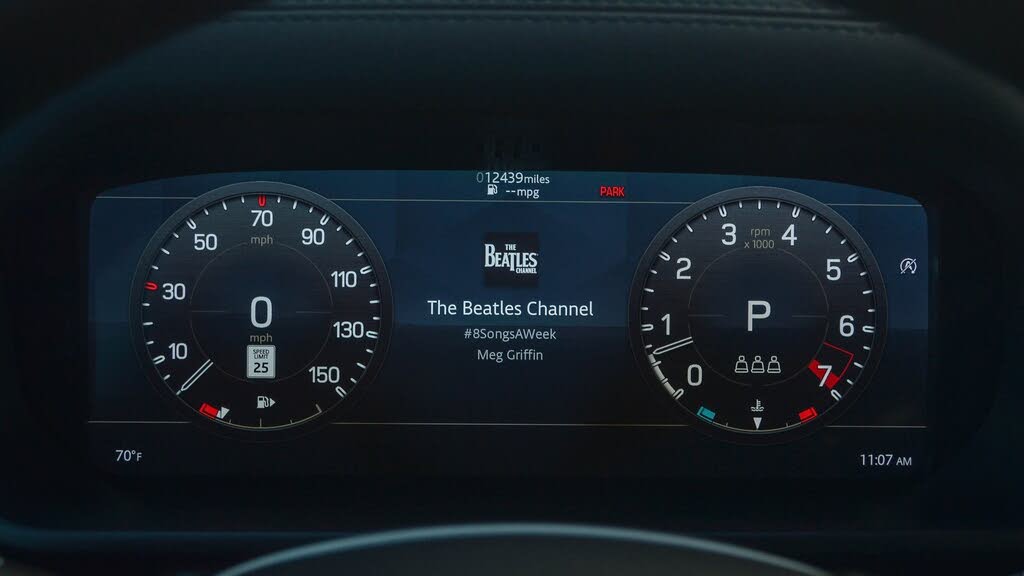 012439 miles
--mpg
PARK
10
30
50
70
90
110
130
150
mph
0
mph
SPEED
LIMIT
25
THE
BEATLES
CHANNEL
The Beatles Channel
#8SongsAWeek
Meg Griffin
0
1
2
3
4
5
6
7
rpm
x 1000
P
70°F
11:07 AM